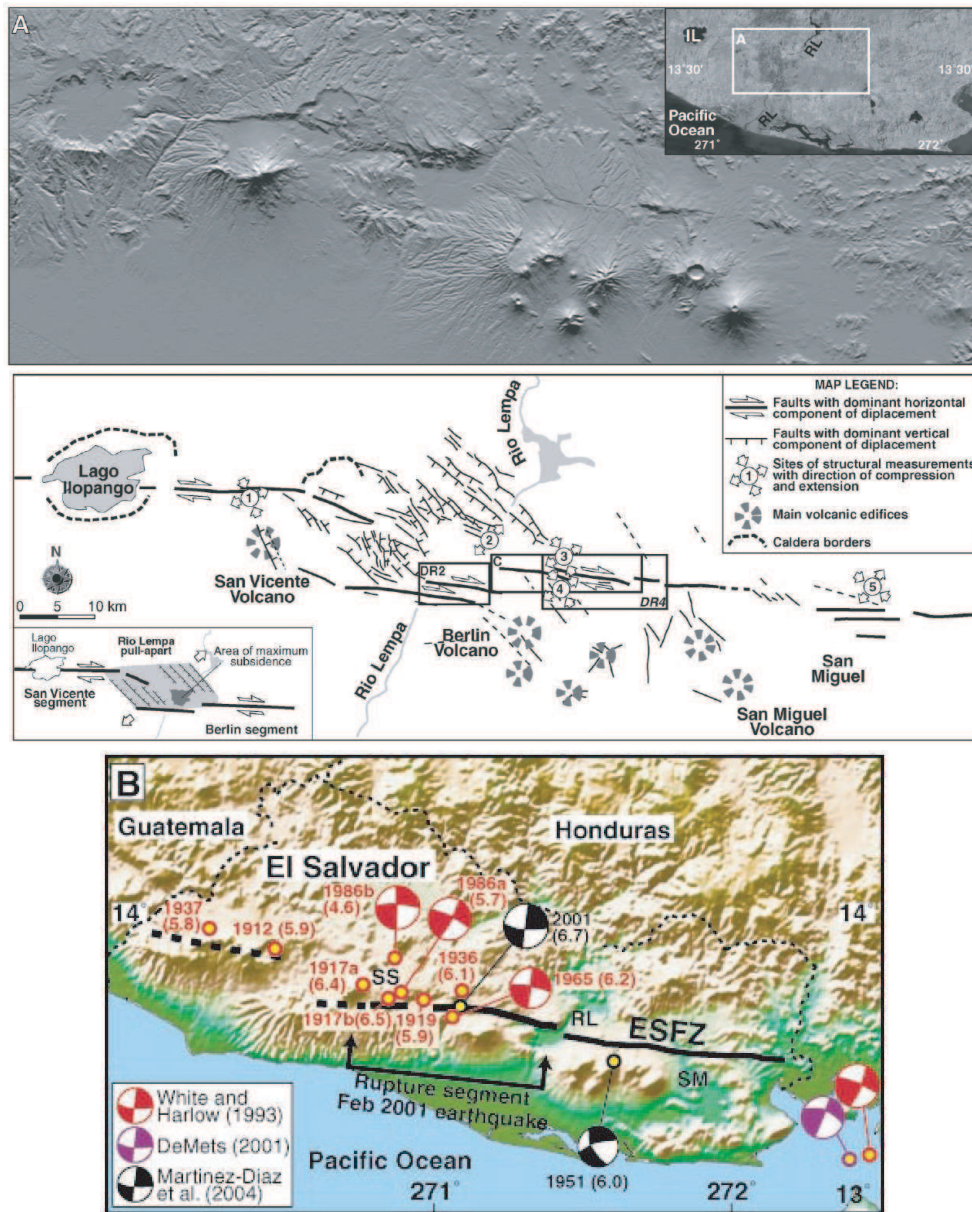 A
IL
A
RL
13°30'
13°30'
RL
Pacific
Ocean
271°
272°
Lago
Ilopango
N
0 5 10 km
1
San Vicente
Volcano
2
DR2
C
3
4
DR4
5
Rio Lempa
Rio Lempa
Berlin
Volcano
San
Miguel
San Miguel
Volcano
MAP LEGEND:
Faults with dominant horizontal
component of diplacement
Faults with dominant vertical
component of displacement
1
Sites of structural measurements
with direction of compression
and extension
Main volcanic edifices
Caldera borders
Lago
Ilopango
Rio Lempa
pull-apart
Area of maximum
subsidence
San Vicente
segment
Berlin segment
B
Guatemala
Honduras
El Salvador
14°
14°
1937
(5.8)
1912 (5.9)
1986b
(4.6)
1986a
(5.7)
2001
(6.7)
1917a
(6.4)
SS
1936
(6.1)
1965 (6.2)
1917b (6.5)
1919
(5.9)
RL
ESFZ
SM
Rupture segment
Feb 2001 earthquake
White and
Harlow (1993)
DeMets (2001)
Martinez-Diaz
et al. (2004)
Pacific Ocean
1951 (6.0)
271°
272°
13°